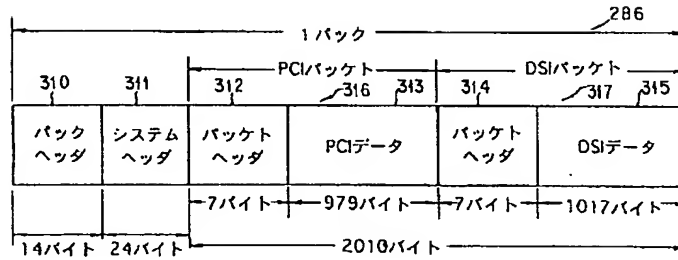 286
1パック
PCIパケット
DSIパケット
310
311
312
316
313
314
317
315
パック
ヘッダ
システム
ヘッダ
パケット
ヘッダ
PCIデータ
パケット
ヘッダ
DSIデータ
7バイト
979バイト
7バイト
1017バイト
14バイト
24バイト
2010バイト